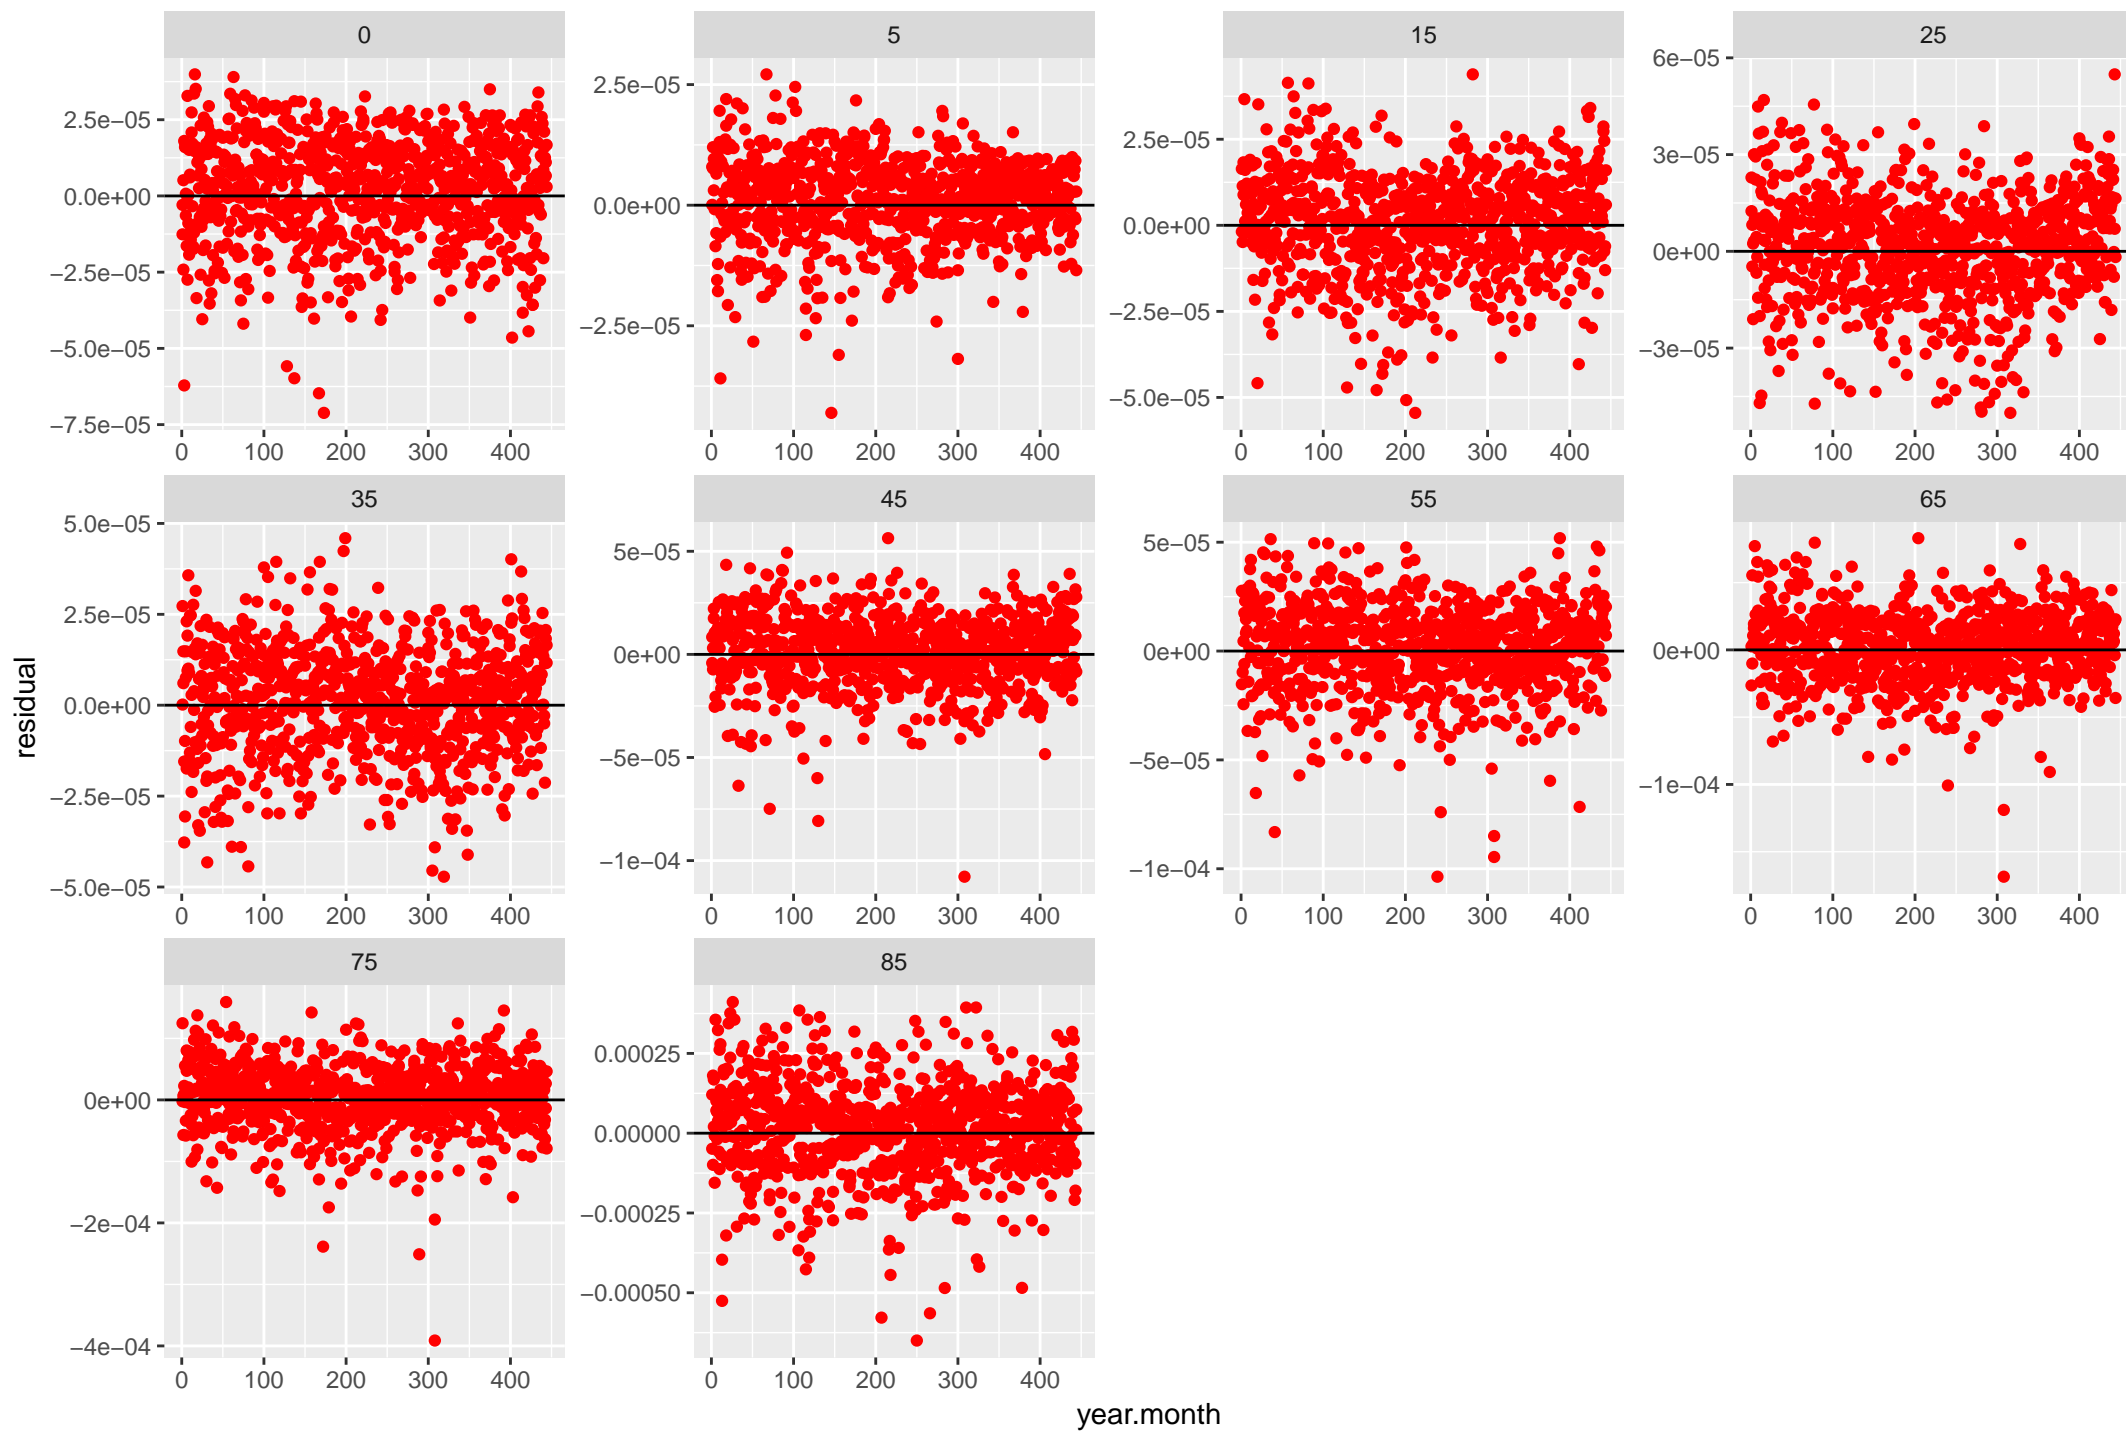 0 5 15 25
6e−05
2.5e−05
2.5e−05 2.5e−05
3e−05
0.0e+00 0.0e+00 0.0e+00 0e+00
−2.5e−05 −2.5e−05 −2.5e−05 −3e−05
−5.0e−05 −5.0e−05
−7.5e−05
0 100 200 300 400 0 100 200 300 400 0 100 200 300 400 0 100 200 300 400
35 45 55 65
5.0e−05 5e−05 5e−05
2.5e−05
0.0e+00 0e+00 0e+00 0e+00
−2.5e−05 −5e−05 −5e−05 −1e−04
−5.0e−05 −1e−04 −1e−04
0 100 200 300 400 0 100 200 300 400 0 100 200 300 400 0 100 200 300 400
residual
75 85
0.00025
0e+00 0.00000
−2e−04 −0.00025
−0.00050
−4e−04
0 100 200 300 400 0 100 200 300 400
year.month